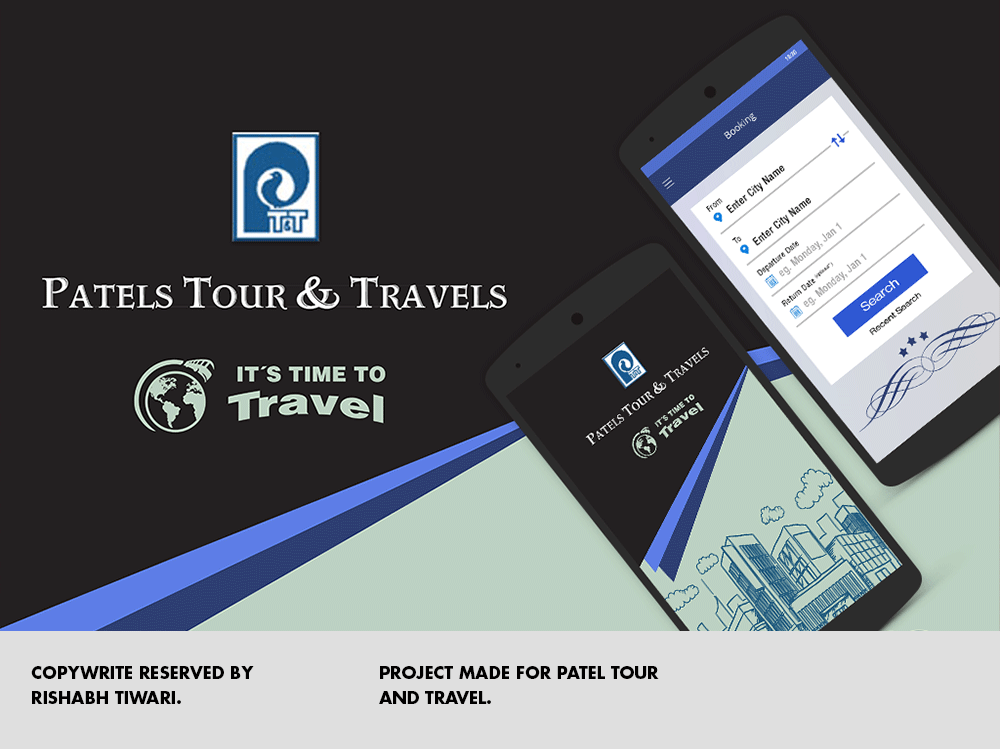 T&T
PATELS TOUR & TRAVELS
IT´S TIME TO
Travel
Booking
From
Enter City Name
To
Enter City Name
Departure Date
eg. Monday, Jan 1
Return Date
eg. Monday, Jan 1
Search
Recent Search
T&T
PATELS TOUR & TRAVELS
IT´S TIME TO
Travel
COPYWRITE RESERVED BY
RISHABH TIWARI.
PROJECT MADE FOR PATEL TOUR
AND TRAVEL.